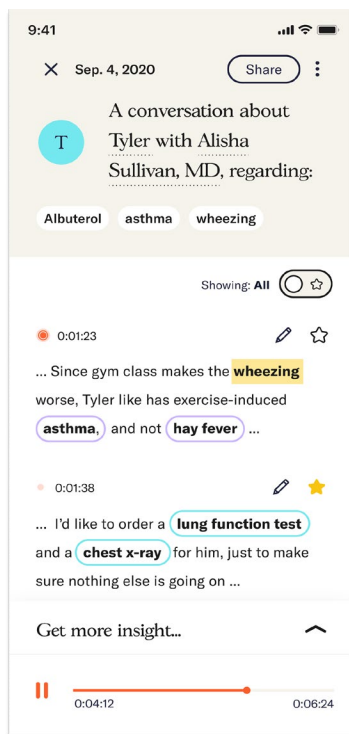 9:41
Sep. 4, 2020
Share
T
A conversation about
Tyler with Alisha
Sullivan, MD, regarding:
Albuterol asthma wheezing
Showing: All
0:01:23
... Since gym class makes the wheezing
worse, Tyler like has exercise-induced
asthma, and not hay fever ...
0:01:38
... I'd like to order a lung function test
and a chest x-ray for him, just to make
sure nothing else is going on ...
Get more insight...
0:04:12 0:06:24